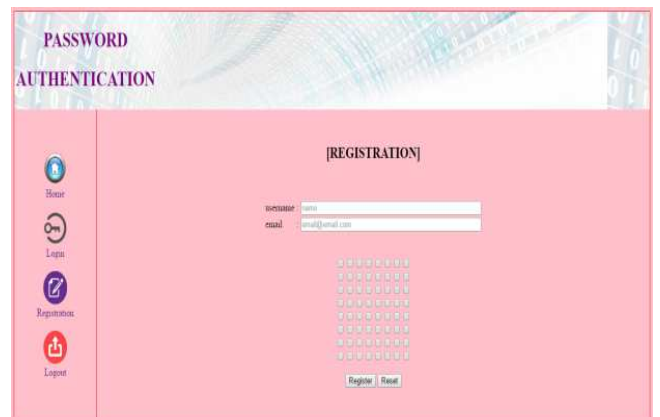 PASSWORD
AUTHENTICATION
[REGISTRATION]
Home
username : name
email : email@email.com
Login
Registration
Logout
Register Reset